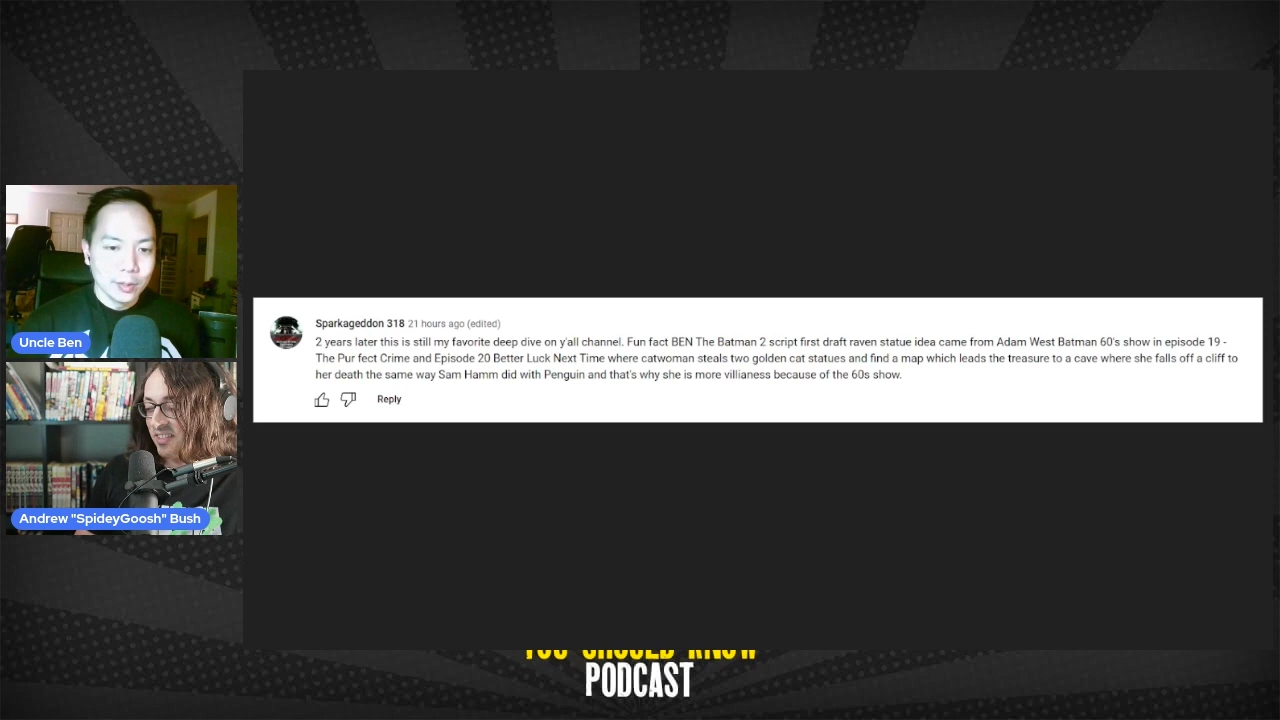 Uncle Ben
Andrew "SpideyGoosh" Bush
Sparkageddon 318 21 hours ago (edited)
2 years later this is still my favorite deep dive on y'all channel. Fun fact BEN The Batman 2 script first draft raven statue idea came from Adam West Batman 60's show in episode 19 -
The Pur fect Crime and Episode 20 Better Luck Next Time where catwoman steals two golden cat statues and find a map which leads the treasure to a cave where she falls off a cliff to
her death the same way Sam Hamm did with Penguin and that's why she is more villianess because of the 60s show.
Reply
YOU SHOULD KNOW
PODCAST